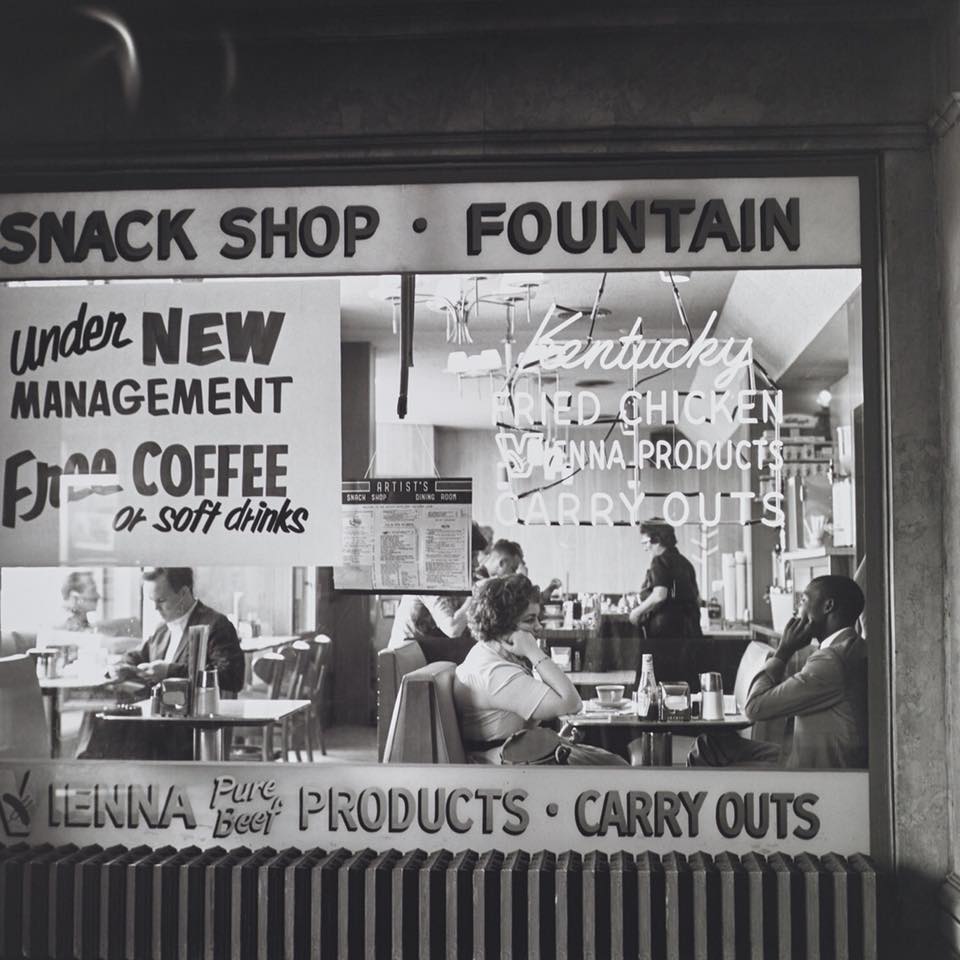 SNACK SHOP • FOUNTAIN
under NEW
MANAGEMENT
Free COFFEE
or soft drinks
ARTIST'S
SNACK SHOP DINING ROOM
Kentucky
FRIED CHICKEN
VIENNA PRODUCTS
CARRY OUTS
VIENNA Pure Beef PRODUCTS • CARRY OUTS